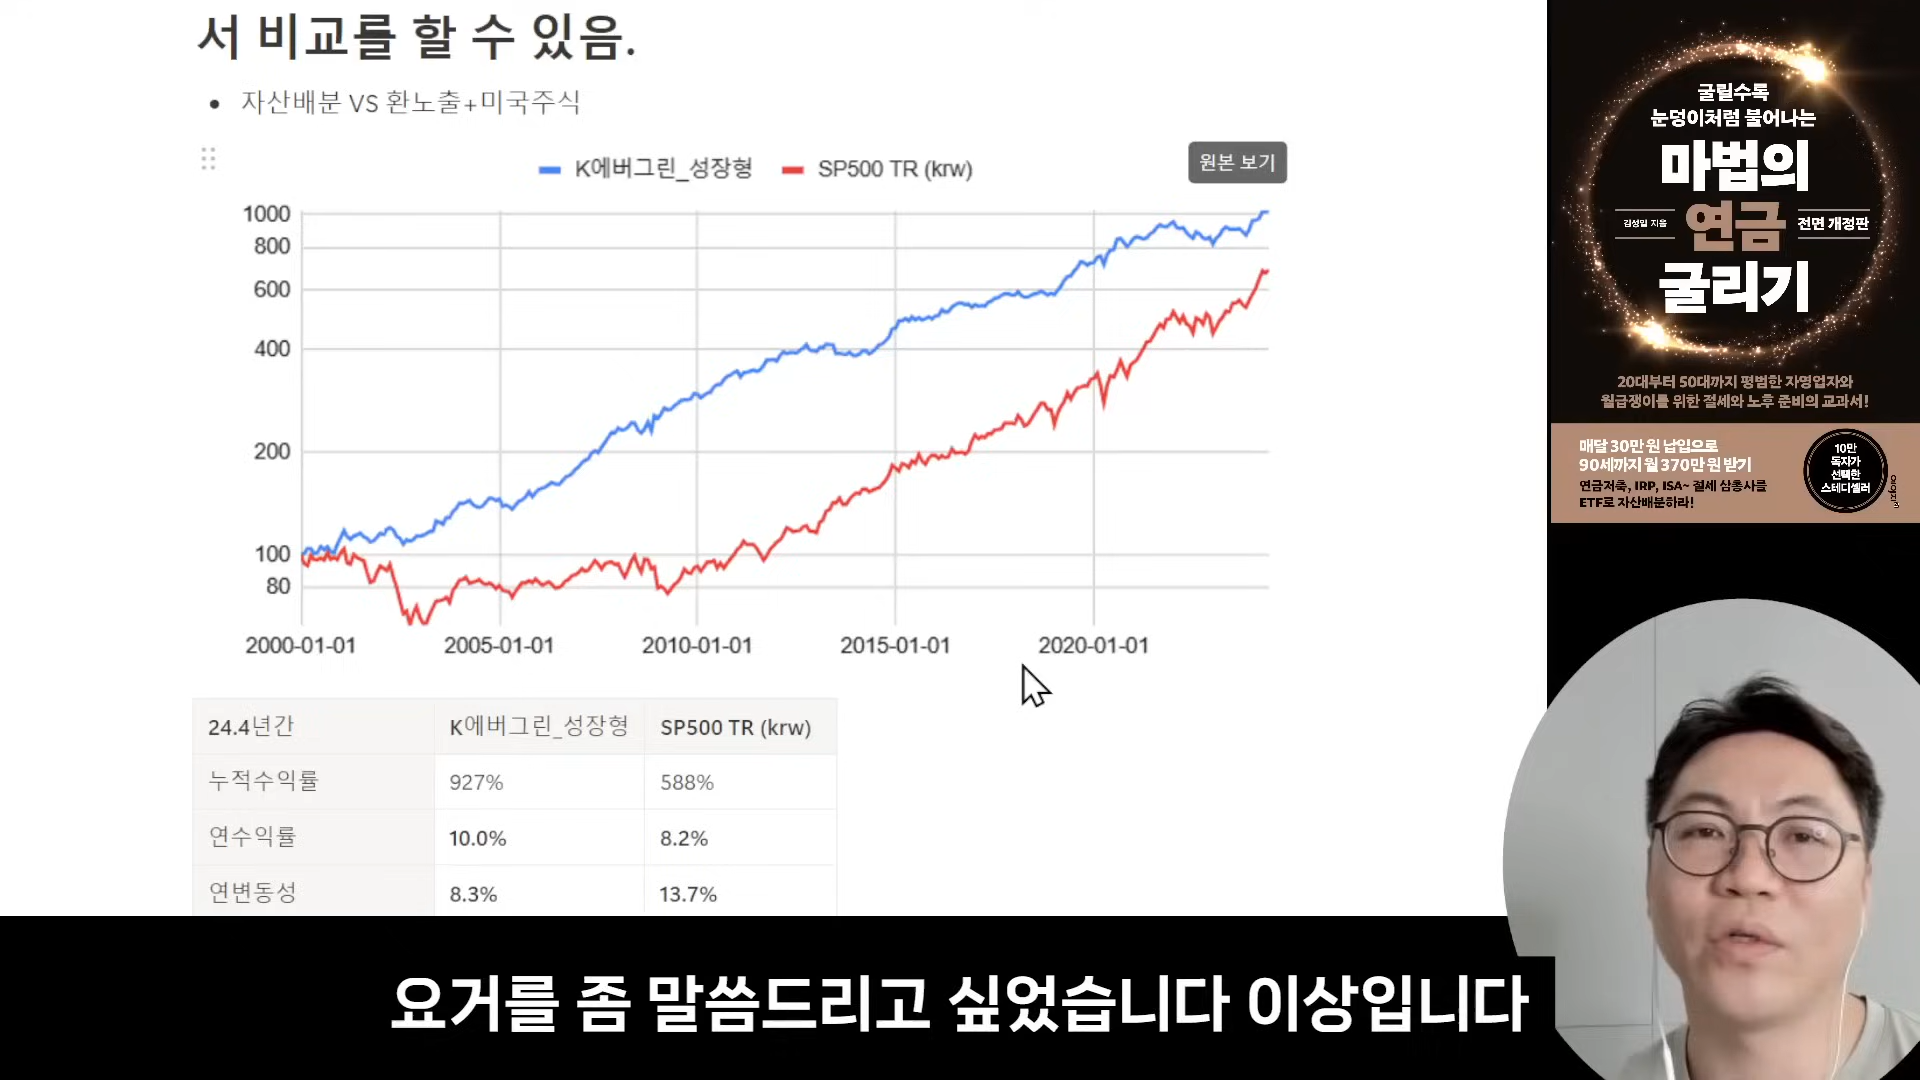 서 비교를 할 수 있음.
자산배분 VS 환노출+미국주식
K에버그린_성장형
SP500 TR (krw)
원본 보기
1000
800
600
400
200
100
80
2000-01-01
2005-01-01
2010-01-01
2015-01-01
2020-01-01
24.4년간
K에버그린_성장형
SP500 TR (krw)
누적수익률
927%
588%
연수익률
10.0%
8.2%
연변동성
8.3%
13.7%
굴릴수록
눈덩이처럼 불어나는
마법의
김성일 지음
연금
전면 개정판
굴리기
20대부터 50대까지 평범한 자영업자와
월급쟁이를 위한 절세와 노후 준비의 교과서!
매달 30만 원 납입으로
90세까지 월 370만 원 받기
연금저축, IRP, ISA~ 절세 삼총사를
ETF로 자산배분하라!
10만
독자가
선택한
스테디셀러
요거를 좀 말씀드리고 싶었습니다 이상입니다